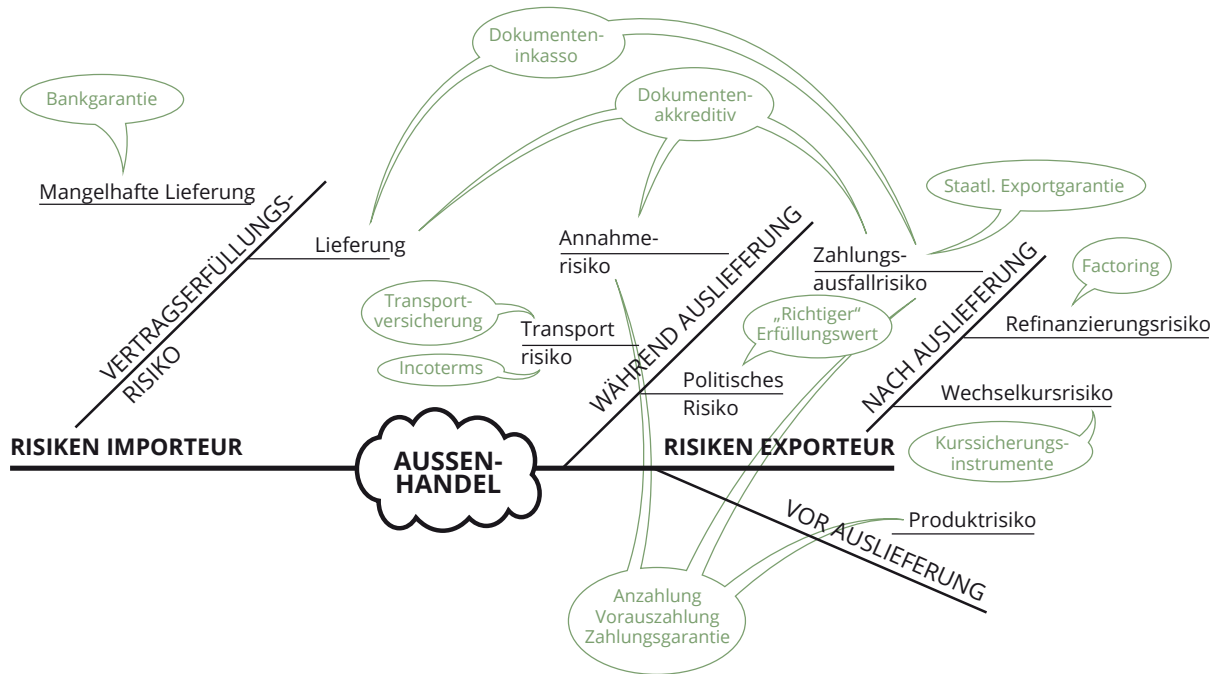 Dokumenten-
inkasso
Bankgarantie
Dokumenten-
akkreditiv
Mangelhafte Lieferung
Staatl. Exportgarantie
VERTRAGSERFÜLLUNGS-
RISIKO
Lieferung
Annahme-
risiko
WÄHREND AUSLIEFERUNG
Zahlungs-
ausfallrisiko
NACH AUSLIEFERUNG
Factoring
Transport-
versicherung
Transport
risiko
„Richtiger“
Erfüllungswert
Refinanzierungsrisiko
Incoterms
Politisches
Risiko
Wechselkursrisiko
RISIKEN IMPORTEUR
AUSSEN-
HANDEL
RISIKEN EXPORTEUR
Kurssicherungs-
instrumente
VOR AUSLIEFERUNG
Produktrisiko
Anzahlung
Vorauszahlung
Zahlungsgarantie